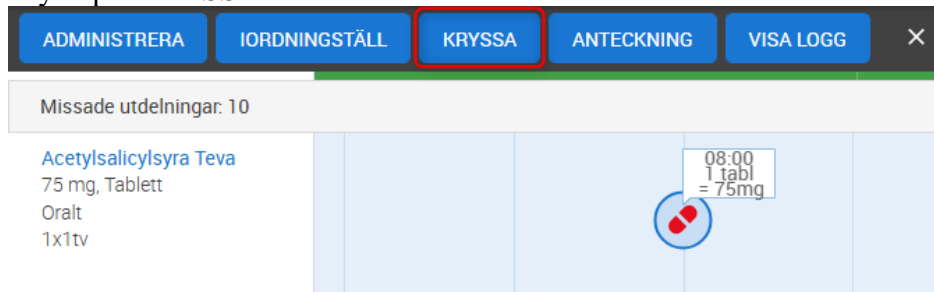 ADMINISTRERA IORDNINGSTÄLL KRYSSA ANTECKNING VISA LOGG ×
Missade utdelningar: 10
Acetylsalicylsyra Teva
75 mg, Tablett
Oralt
1x1tv
08:00
1 tabl
= 75mg